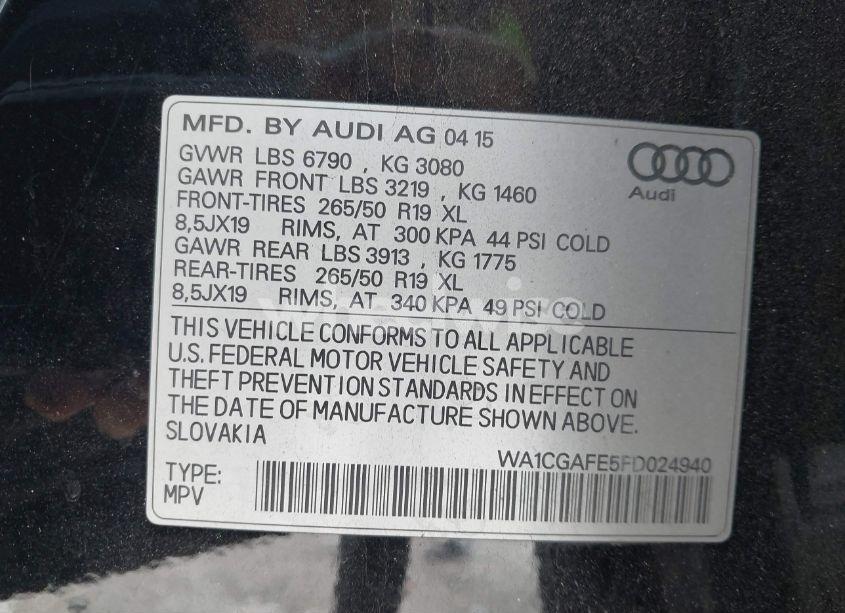 MFD. BY AUDI AG 04 15
GVWR LBS 6790 , KG 3080
GAWR FRONT LBS 3219 , KG 1460
FRONT-TIRES 265/50 R19 XL
8,5JX19 RIMS, AT 300 KPA 44 PSI COLD
GAWR REAR LBS 3913 , KG 1775
REAR-TIRES 265/50 R19 XL
8,5JX19 RIMS, AT 340 KPA 49 PSI COLD
Audi
THIS VEHICLE CONFORMS TO ALL APPLICABLE
U.S. FEDERAL MOTOR VEHICLE SAFETY AND
THEFT PREVENTION STANDARDS IN EFFECT ON
THE DATE OF MANUFACTURE SHOWN ABOVE.
SLOVAKIA
WA1CGAFE5FD024940
TYPE:
MPV